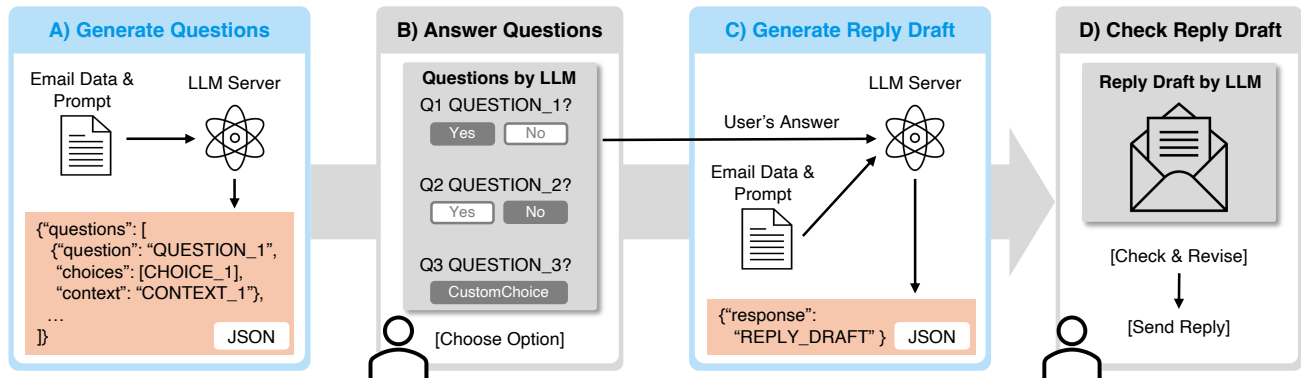 A) Generate Questions
Email Data &
Prompt
LLM Server
{“questions”: [
{“question”: “QUESTION_1”,
“choices”: [CHOICE_1],
“context”: “CONTEXT_1”},
…
]}
JSON
B) Answer Questions
Questions by LLM
Q1 QUESTION_1?
Yes No
Q2 QUESTION_2?
Yes No
Q3 QUESTION_3?
CustomChoice
[Choose Option]
C) Generate Reply Draft
LLM Server
User’s Answer
Email Data &
Prompt
{“response”:
“REPLY_DRAFT” }
JSON
D) Check Reply Draft
Reply Draft by LLM
[Check & Revise]
[Send Reply]